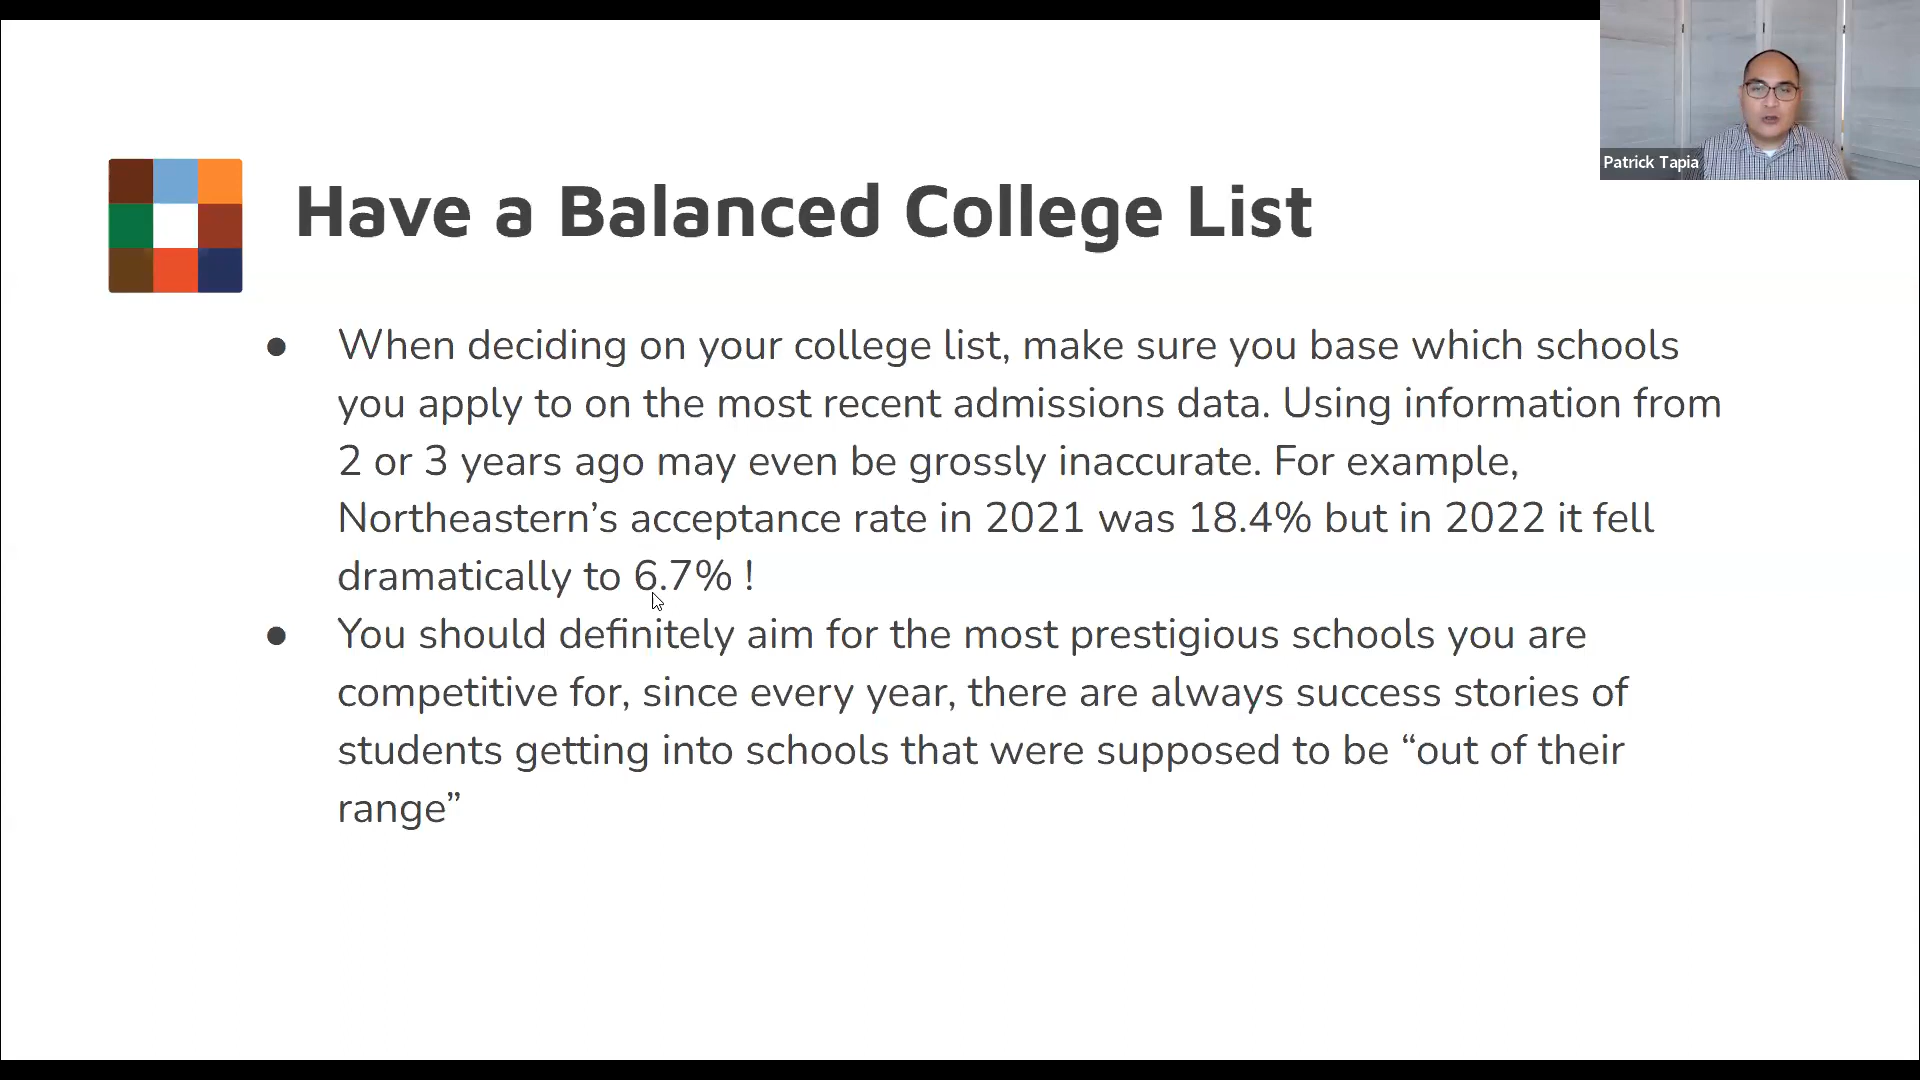 Patrick Tapia
Have a Balanced College List
● When deciding on your college list, make sure you base which schools
you apply to on the most recent admissions data. Using information from
2 or 3 years ago may even be grossly inaccurate. For example,
Northeastern’s acceptance rate in 2021 was 18.4% but in 2022 it fell
dramatically to 6.7% !
● You should definitely aim for the most prestigious schools you are
competitive for, since every year, there are always success stories of
students getting into schools that were supposed to be “out of their
range”